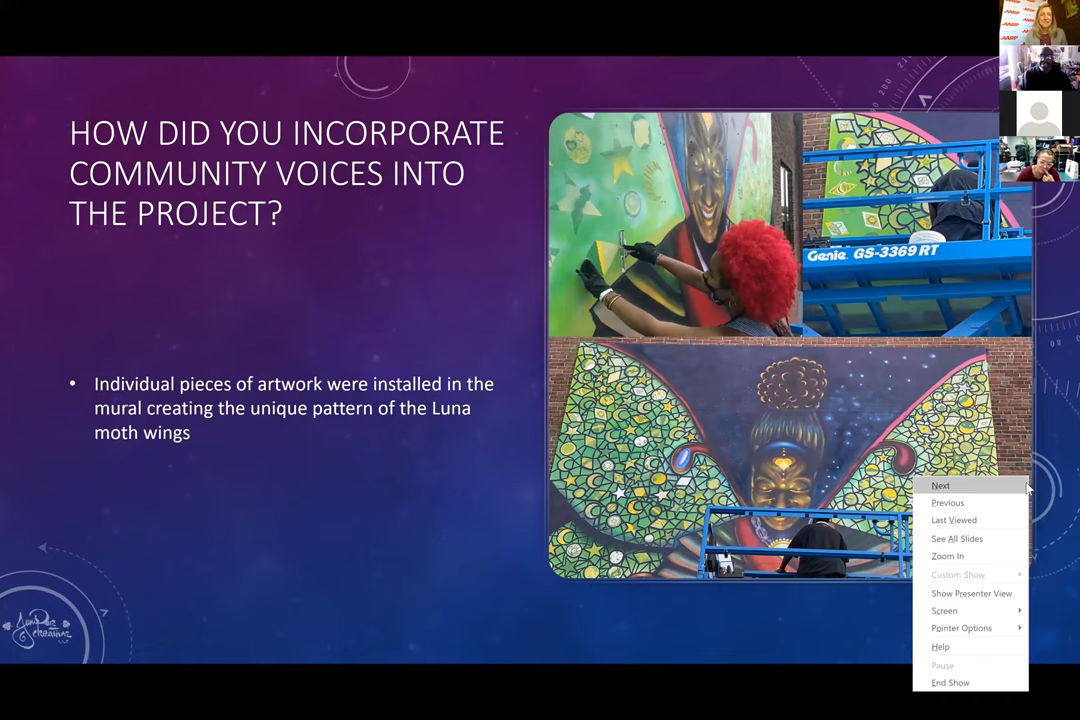 HOW DID YOU INCORPORATE
COMMUNITY VOICES INTO
THE PROJECT?
• Individual pieces of artwork were installed in the
mural creating the unique pattern of the Luna
moth wings
Genie GS-3369 RT
AARP
Next
Previous
Last Viewed
See All Slides
Zoom In
Custom Show
Show Presenter View
Screen
Pointer Options
Help
Pause
End Show